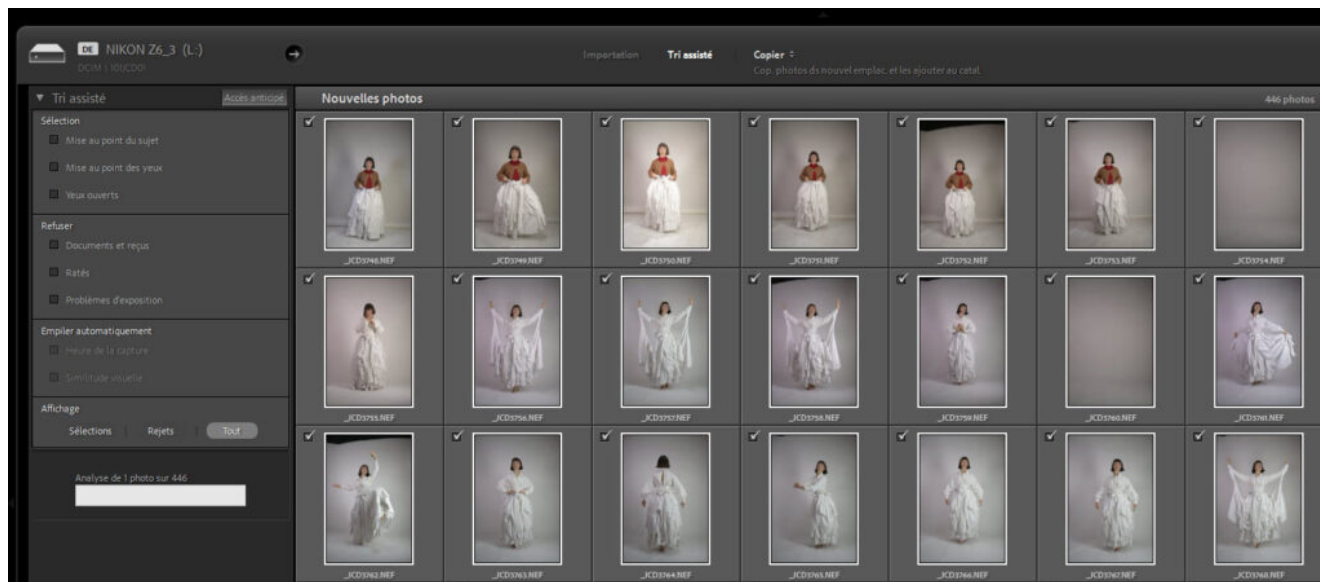 DE NIKON Z6_3 (L:)
DCIM | 101JCD01
Importation Tri assisté Copier
Cop. photos ds nouvel emplac. et les ajouter au catal.
Tri assisté Accès anticipé
Nouvelles photos 446 photos
Sélection
Mise au point du sujet
Mise au point des yeux
Yeux ouverts
Refuser
Documents et reçus
Ratés
Problèmes d'exposition
Empiler automatiquement
Heure de la capture
Similitude visuelle
Affichage
Sélections Rejets Tout
Analyse de 1 photo sur 446
_JCD3748.NEF _JCD3749.NEF _JCD3750.NEF _JCD3751.NEF _JCD3752.NEF _JCD3753.NEF _JCD3754.NEF
_JCD3755.NEF _JCD3756.NEF _JCD3757.NEF _JCD3758.NEF _JCD3759.NEF _JCD3760.NEF _JCD3761.NEF
_JCD3762.NEF _JCD3763.NEF _JCD3764.NEF _JCD3765.NEF _JCD3766.NEF _JCD3767.NEF _JCD3768.NEF